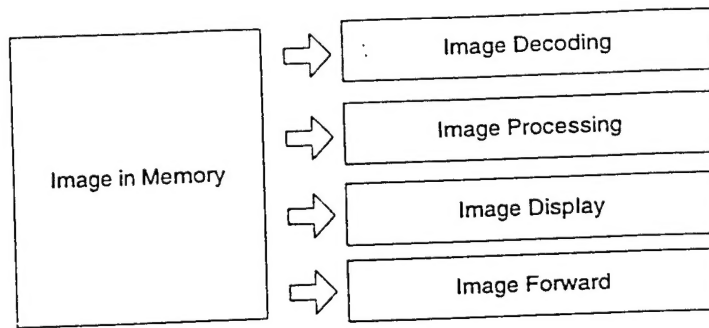 Image in Memory
Image Decoding
Image Processing
Image Display
Image Forward